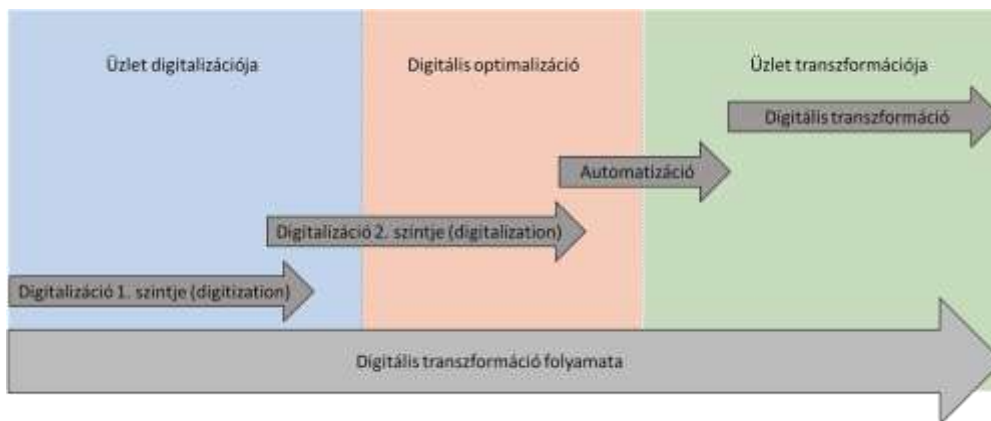 Üzlet digitalizációja
Digitális optimalizáció
Üzlet transzformációja
Digitális transzformáció
Automatizáció
Digitalizáció 2. szintje (digitalization)
Digitalizáció 1. szintje (digitization)
Digitális transzformáció folyamata